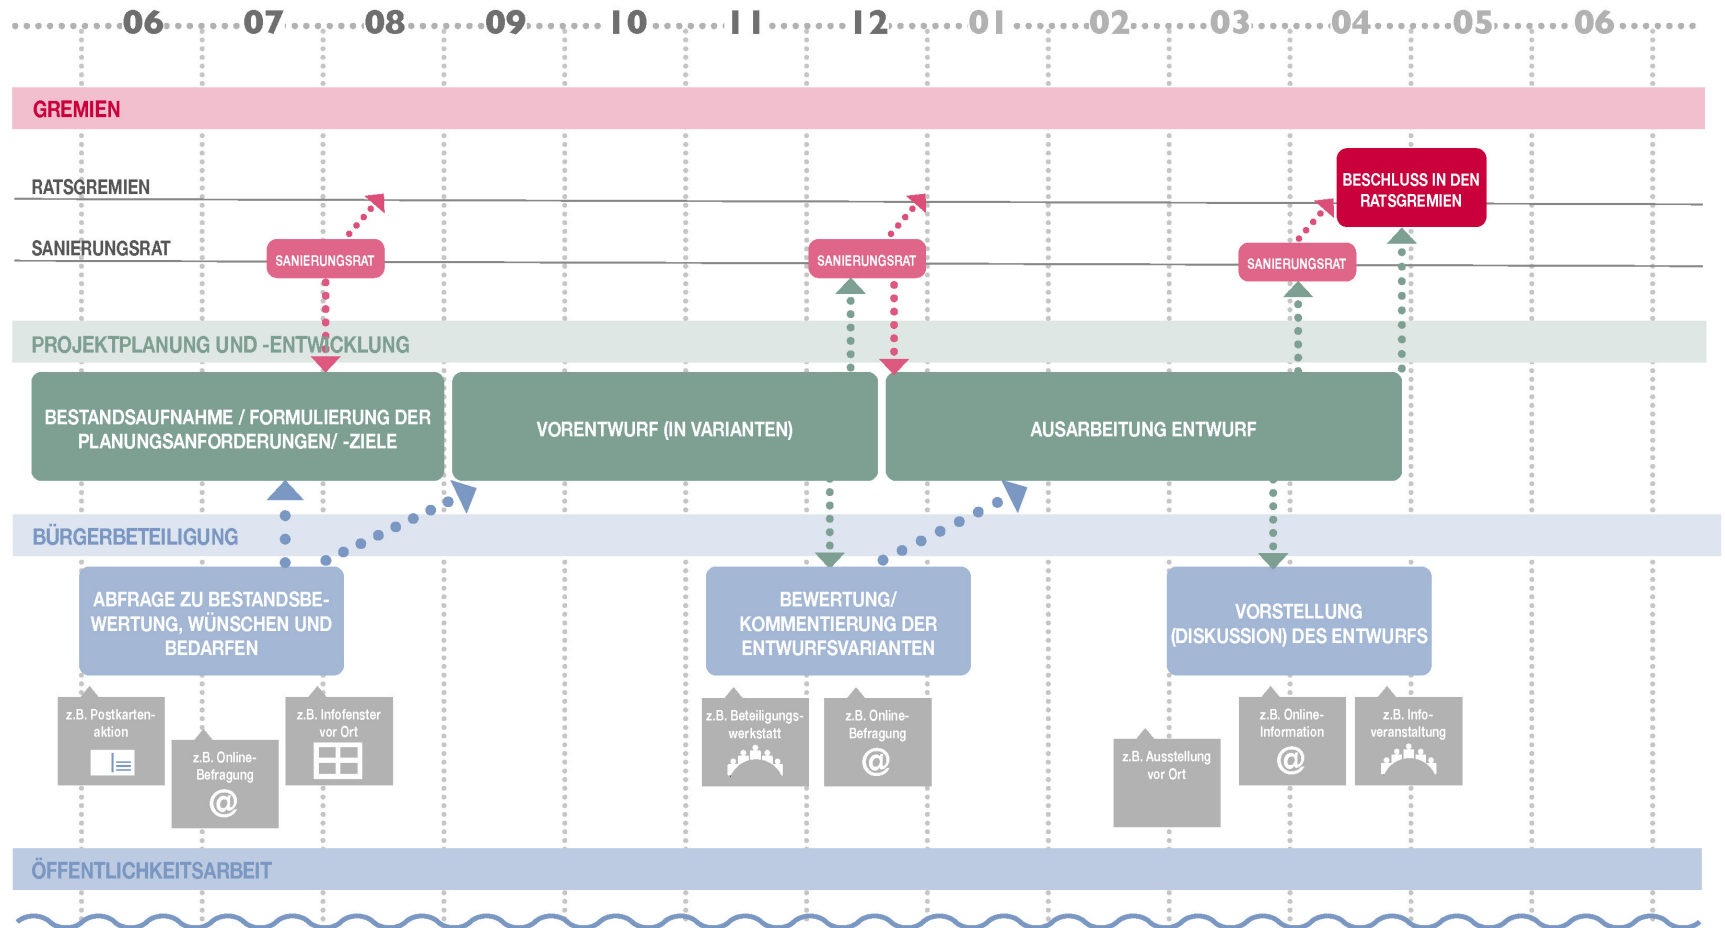 06 07 08 09 10 11 12 01 02 03 04 05 06
GREMIEN
RATSGREMIEN
BESCHLUSS IN DEN
RATSGREMIEN
SANIERUNGSRAT
SANIERUNGSRAT
SANIERUNGSRAT
SANIERUNGSRAT
PROJEKTPLANUNG UND -ENTWICKLUNG
BESTANDSAUFNAHME / FORMULIERUNG DER
PLANUNGSANFORDERUNGEN/ -ZIELE
VORENTWURF (IN VARIANTEN)
AUSARBEITUNG ENTWURF
BÜRGERBETEILIGUNG
ABFRAGE ZU BESTANDSBE-
WERTUNG, WÜNSCHEN UND
BEDARFEN
BEWERTUNG/
KOMMENTIERUNG DER
ENTWURFSVARIANTEN
VORSTELLUNG
(DISKUSSION) DES ENTWURFS
z.B. Postkarten-
aktion
z.B. Online-
Befragung
@
z.B. Infofenster
vor Ort
z.B. Beteiligungs-
werkstatt
z.B. Online-
Befragung
@
z.B. Ausstellung
vor Ort
z.B. Online-
Information
@
z.B. Info-
veranstaltung
ÖFFENTLICHKEITSARBEIT